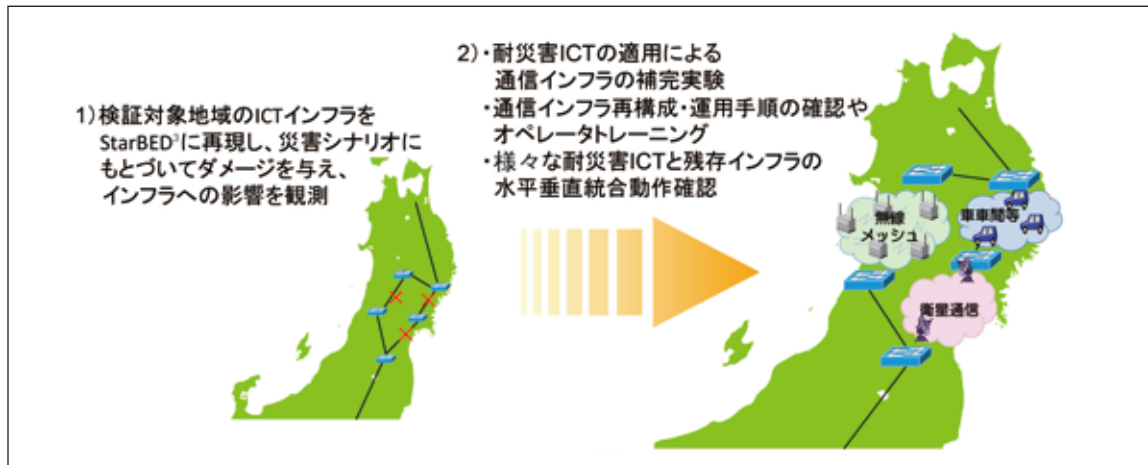 1)検証対象地域のICTインフラを
StarBED³に再現し、災害シナリオに
もとづいてダメージを与え、
インフラへの影響を観測
2)・耐災害ICTの適用による
通信インフラの補完実験
・通信インフラ再構成・運用手順の確認や
オペレータトレーニング
・様々な耐災害ICTと残存インフラの
水平垂直統合動作確認
無線
メッシュ
車車間等
衛星通信